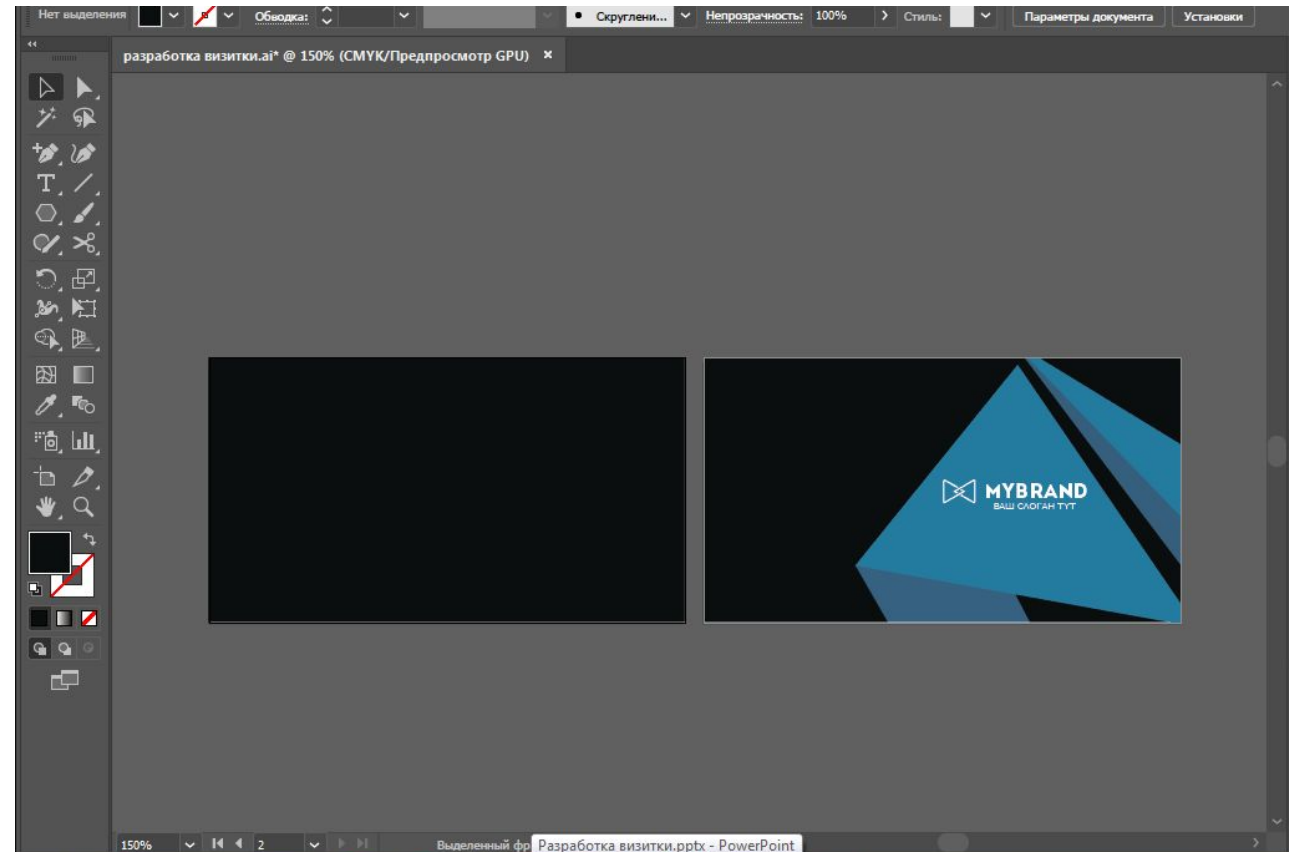 Нет выделения Обводка: Скруглени... Непрозрачность: 100% Стиль: Параметры документа Установки
разработка визитки.ai* @ 150% (CMYK/Предпросмотр GPU) ×
MYBRAND
ВАШ СЛОГАН ТУТ
150% 2 Выделенный фр Разработка визитки.pptx - PowerPoint